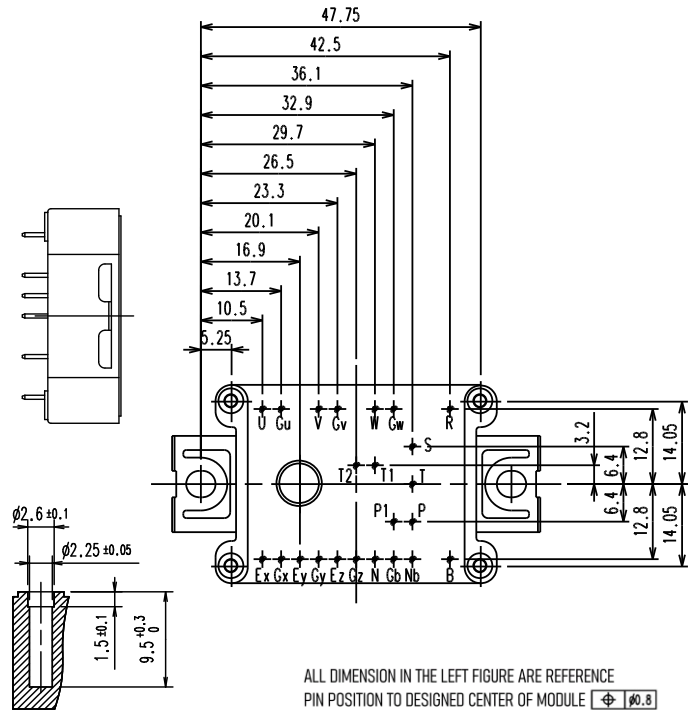 47.75
42.5
36.1
32.9
29.7
26.5
23.3
20.1
16.9
13.7
10.5
5.25
U Gu V Gv W Gw R
S
T2 T1 T
P1 P
Ex Gx Ey Gy Ez Gz N Gb Nb B
3.2
6.4
12.8
14.05
6.4
12.8
14.05
ø2.6 ±0.1
ø2.25 ±0.05
1.5 ±0.1
9.5 +0.3 0
ALL DIMENSION IN THE LEFT FIGURE ARE REFERENCE
PIN POSITION TO DESIGNED CENTER OF MODULE ⌖ ø0.8